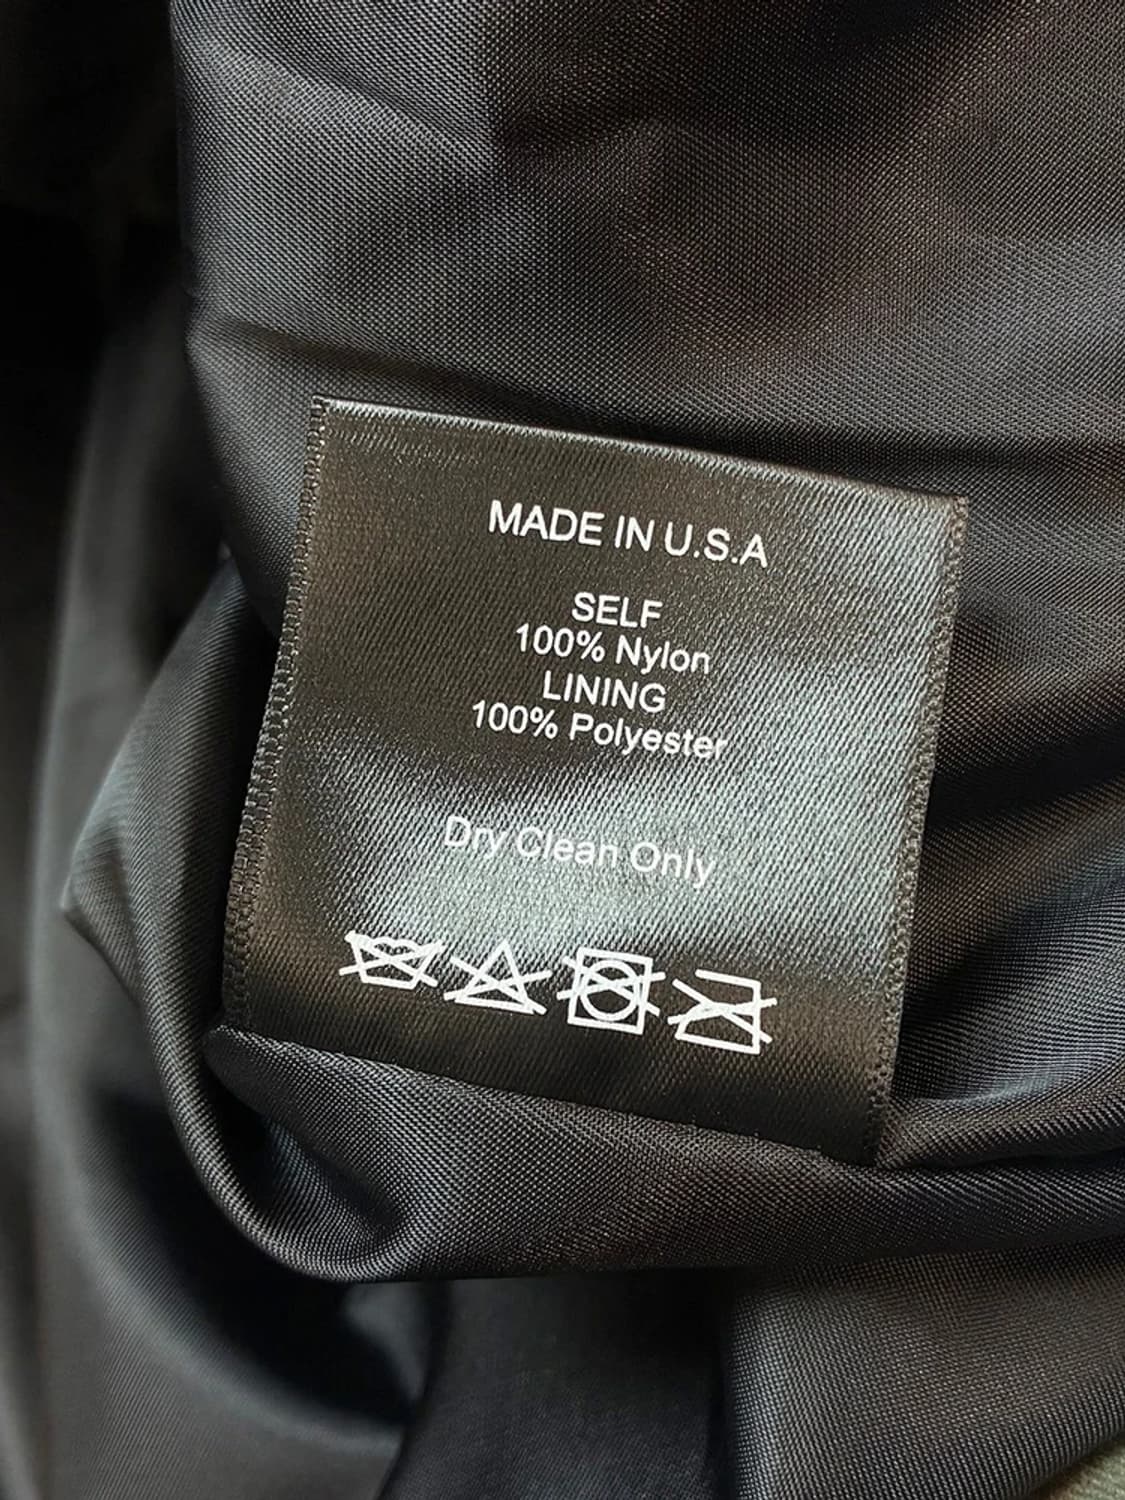 MADE IN U.S.A
SELF
100% Nylon
LINING
100% Polyester
Dry Clean Only